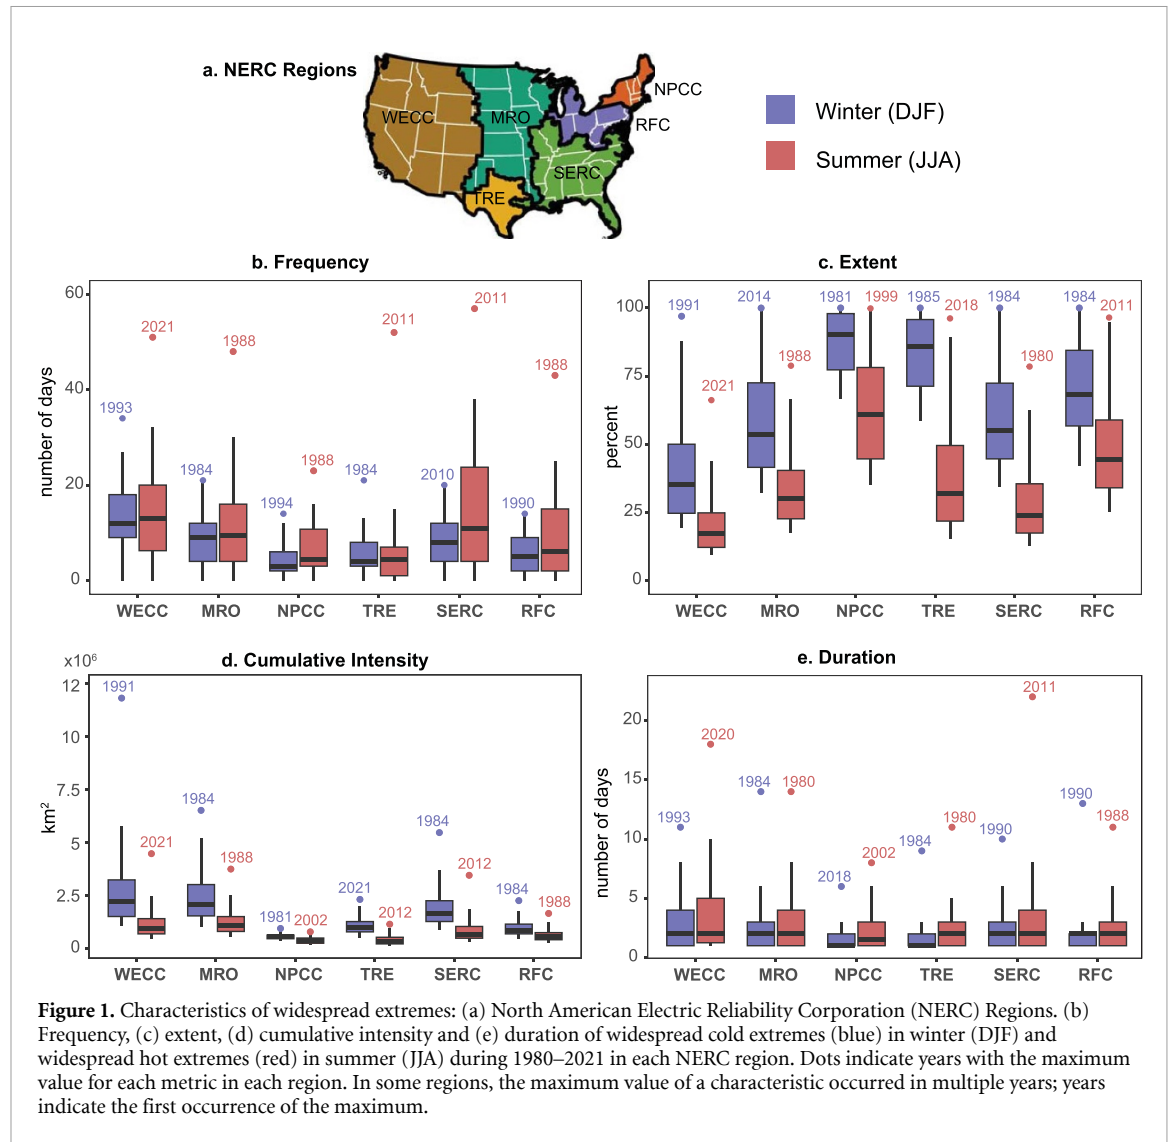 a. NERC Regions
WECC
MRO
NPCC
RFC
SERC
TRE
Winter (DJF)
Summer (JJA)
b. Frequency
number of days
60
40
20
0
1993
2021
1984
1988
1994
1988
1984
2011
2010
2011
1990
1988
WECC MRO NPCC TRE SERC RFC
c. Extent
percent
100
75
50
25
0
1991
2021
2014
1988
1981
1999
1985
2018
1984
1980
1984
2011
WECC MRO NPCC TRE SERC RFC
d. Cumulative Intensity
x10⁶
km²
12
10
7.5
5
2.5
0
1991
2021
1984
1988
1981
2002
2021
2012
1984
2012
1984
1988
WECC MRO NPCC TRE SERC RFC
e. Duration
number of days
20
15
10
5
0
1993
2020
1984
1980
2018
2002
1984
1980
1990
2011
1990
1988
WECC MRO NPCC TRE SERC RFC
Figure 1. Characteristics of widespread extremes: (a) North American Electric Reliability Corporation (NERC) Regions. (b)
Frequency, (c) extent, (d) cumulative intensity and (e) duration of widespread cold extremes (blue) in winter (DJF) and
widespread hot extremes (red) in summer (JJA) during 1980–2021 in each NERC region. Dots indicate years with the maximum
value for each metric in each region. In some regions, the maximum value of a characteristic occurred in multiple years; years
indicate the first occurrence of the maximum.